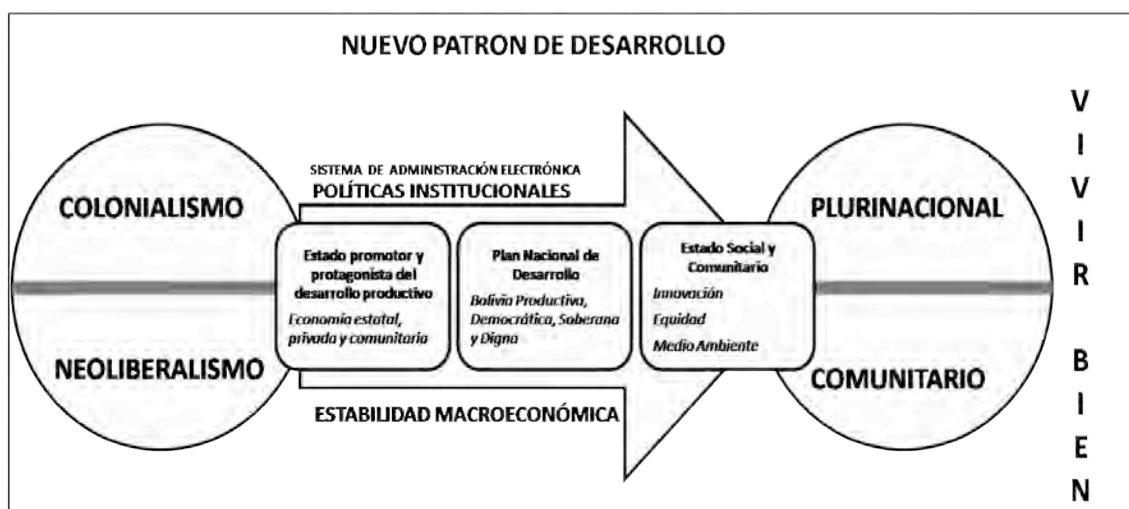 NUEVO PATRON DE DESARROLLO
SISTEMA DE ADMINISTRACIÓN ELECTRÓNICA
POLÍTICAS INSTITUCIONALES
COLONIALISMO
NEOLIBERALISMO
Estado promotor y
protagonista del
desarrollo productivo
Economía estatal,
privada y comunitaria
Plan Nacional de
Desarrollo
Bolivia Productiva,
Democrática, Soberana
y Digna
Estado Social y
Comunitario
Innovación
Equidad
Medio Ambiente
ESTABILIDAD MACROECONÓMICA
PLURINACIONAL
COMUNITARIO
VIVIR BIEN